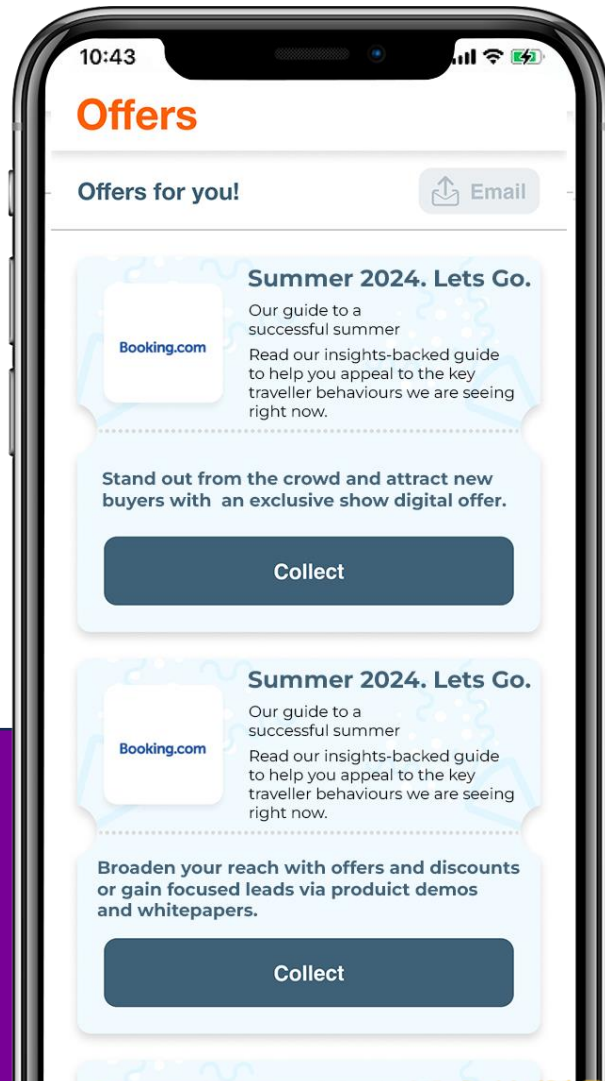 10:43
Offers
Offers for you!
Email
Summer 2024. Lets Go.
Our guide to a
successful summer
Booking.com
Read our insights-backed guide
to help you appeal to the key
traveller behaviours we are seeing
right now.
Stand out from the crowd and attract new
buyers with an exclusive show digital offer.
Collect
Summer 2024. Lets Go.
Our guide to a
successful summer
Booking.com
Read our insights-backed guide
to help you appeal to the key
traveller behaviours we are seeing
right now.
Broaden your reach with offers and discounts
or gain focused leads via produict demos
and whitepapers.
Collect